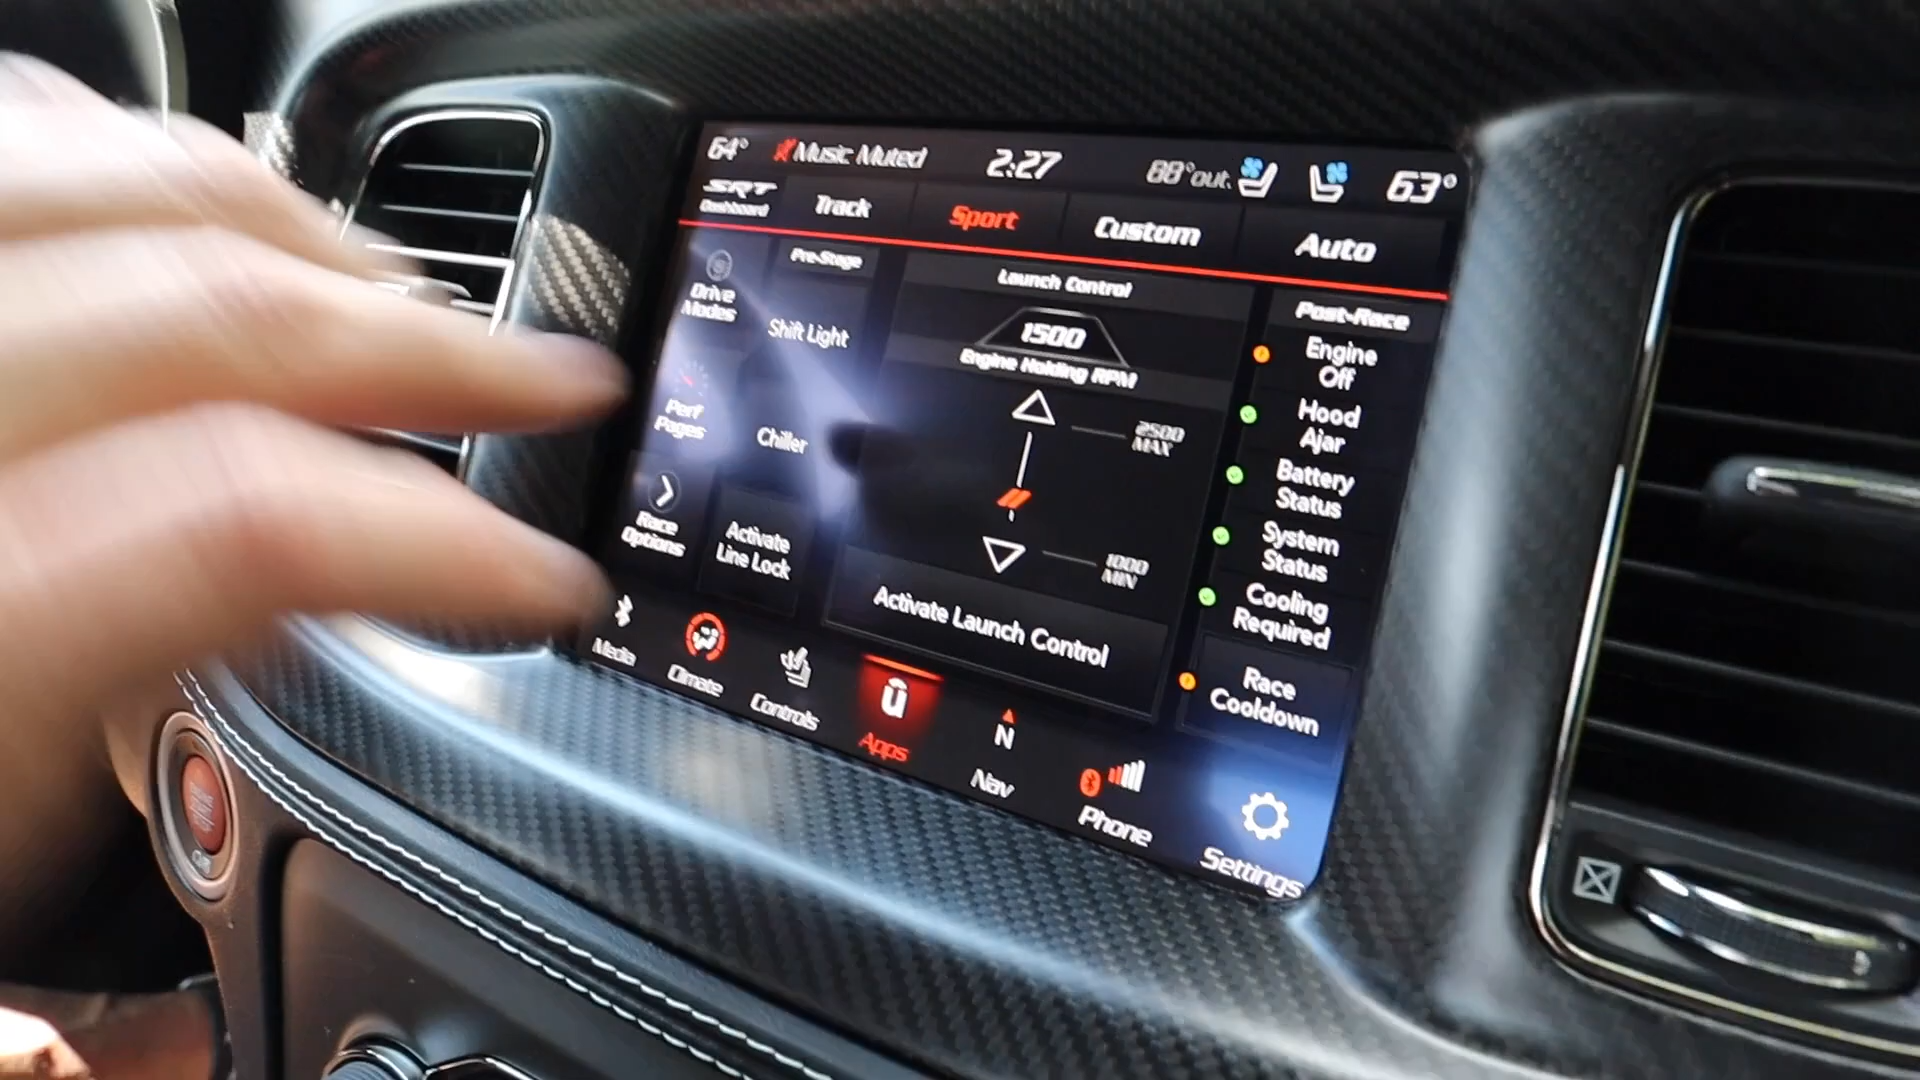 64° Music Muted 2:27 88°out. 63°
SRT
Dashboard
Track
Sport
Custom
Auto
Drive
Modes
Perf
Pages
Race
Options
Pre-Stage
Shift Light
Chiller
Activate
Line Lock
Launch Control
1500
Engine Holding RPM
2500
MAX
1000
MIN
Activate Launch Control
Post-Race
Engine
Off
Hood
Ajar
Battery
Status
System
Status
Cooling
Required
Race
Cooldown
Media
Climate
Controls
Apps
N
Nav
Phone
Settings